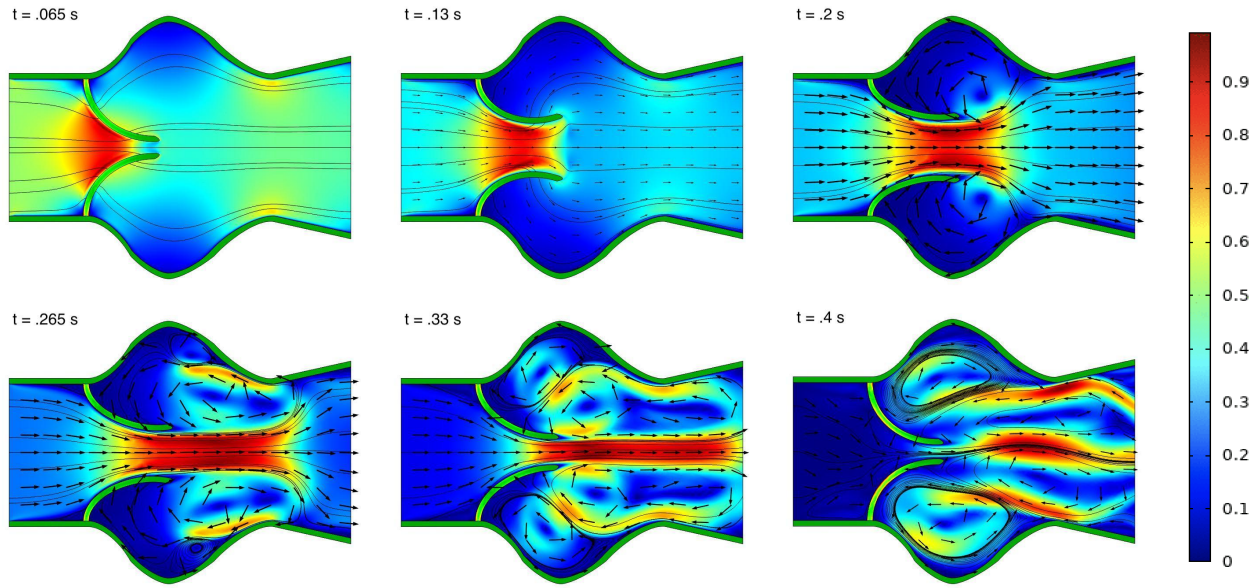 t = .065 s
t = .13 s
t = .2 s
0.9
0.8
0.7
0.6
0.5
0.4
0.3
0.2
0.1
0
t = .265 s
t = .33 s
t = .4 s